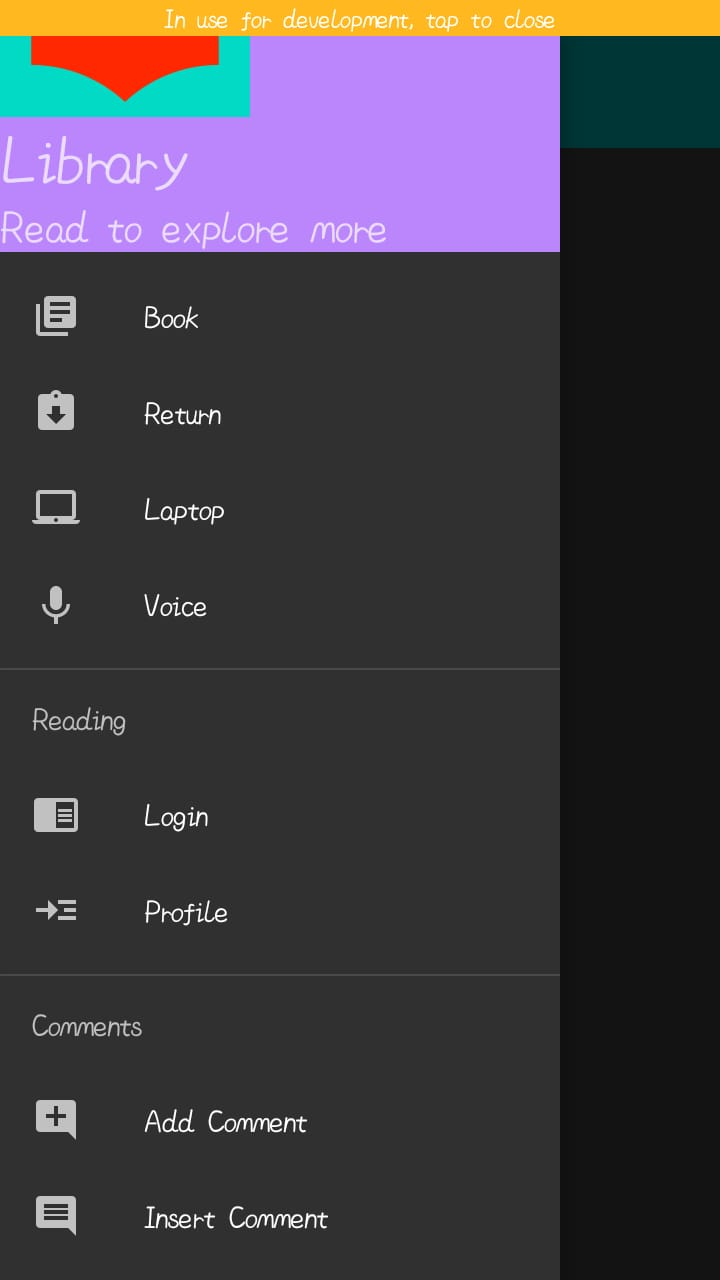 In use for development, tap to close
Library
Read to explore more
Book
Return
Laptop
Voice
Reading
Login
Profile
Comments
Add Comment
Insert Comment